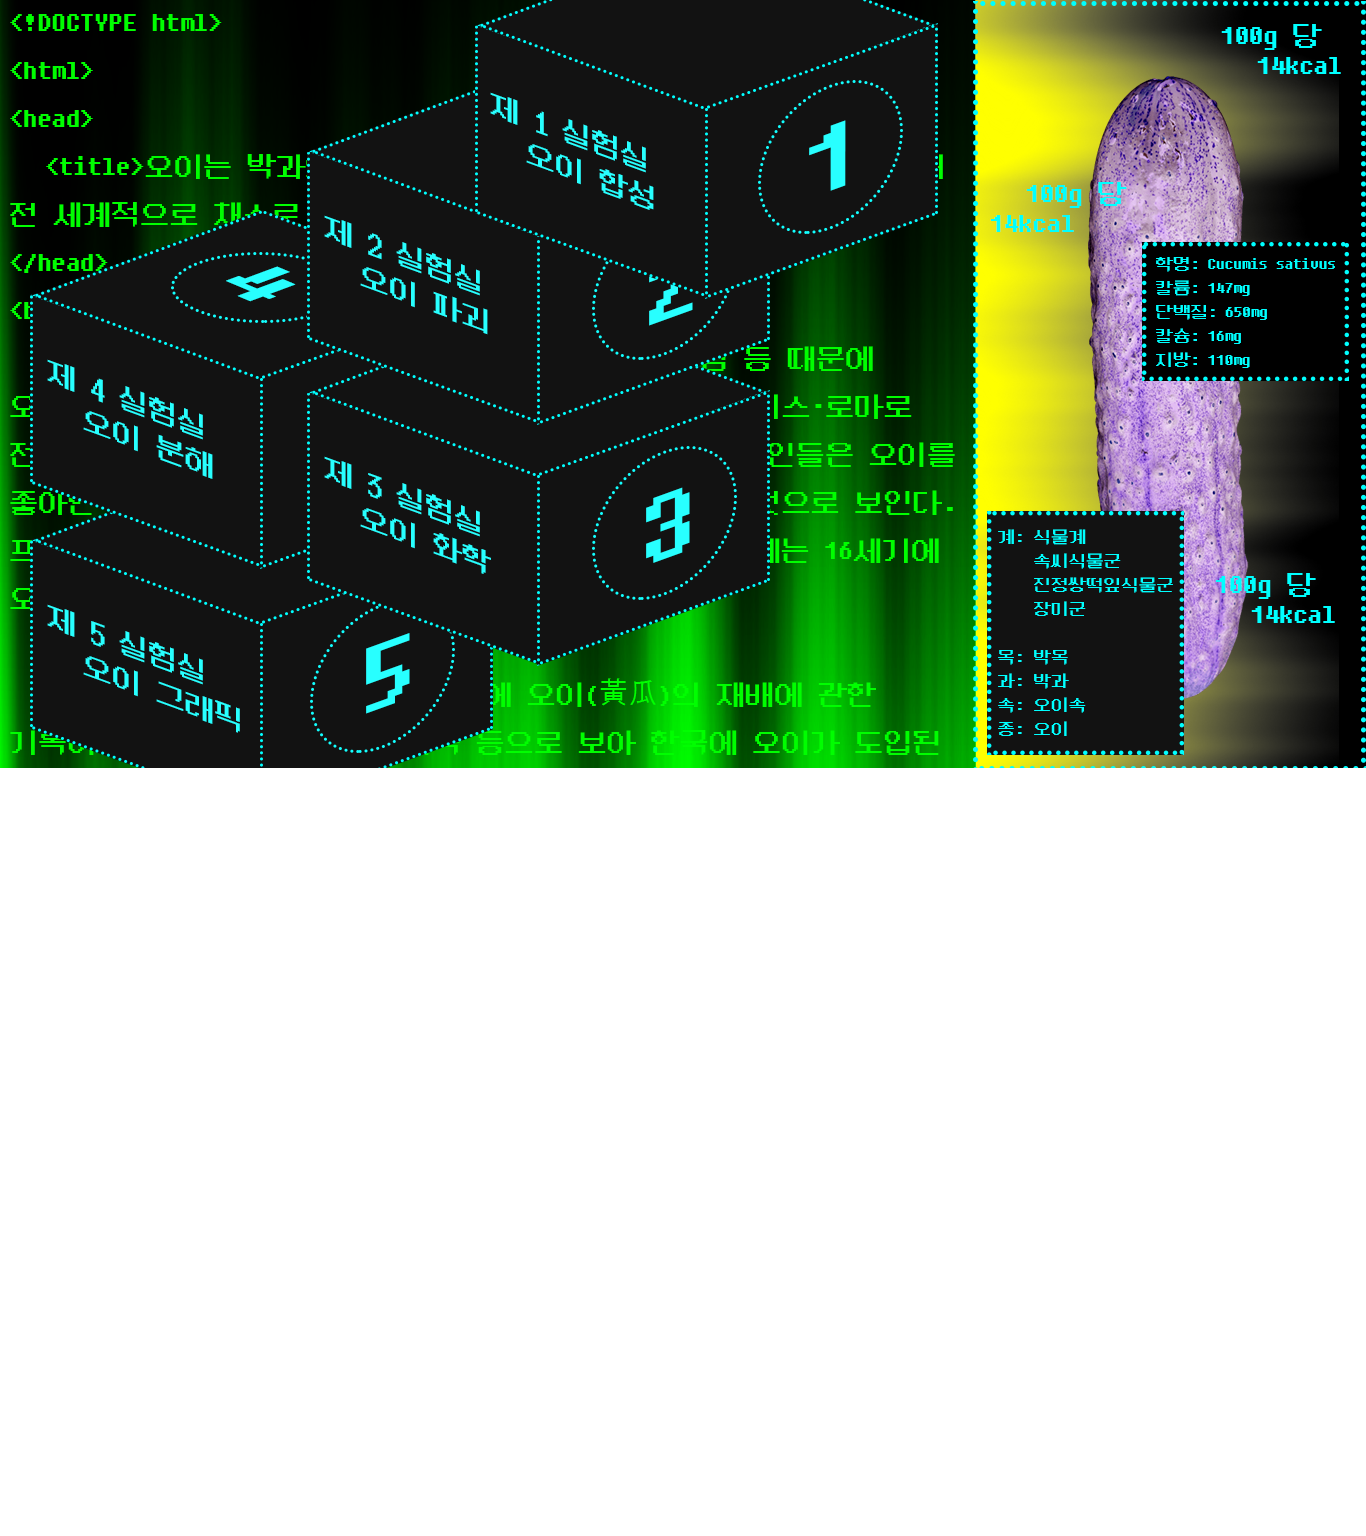 <!DOCTYPE html>
<html>
<head>
<title>오이는 박과
전 세계적으로 채소로
</head>
등 때문에
스·로마로
인들은 오이를
좋아
으로 보인다.
는 16세기에
오이(黃瓜)의 재배에 관한
등으로 보아 한국에 오이가 도입된
제 1 실험실
오이 합성
1
제 2 실험실
오이 파괴
2
제 4 실험실
오이 분해
제 3 실험실
오이 화학
3
제 5 실험실
오이 그래픽
5
100g 당
14kcal
100g 당
14kcal
학명: Cucumis sativus
칼륨: 147mg
단백질: 650mg
칼슘: 16mg
지방: 110mg
계: 식물계
속씨식물군
진정쌍떡잎식물군
장미군
목: 박목
과: 박과
속: 오이속
종: 오이
100g 당
14kcal